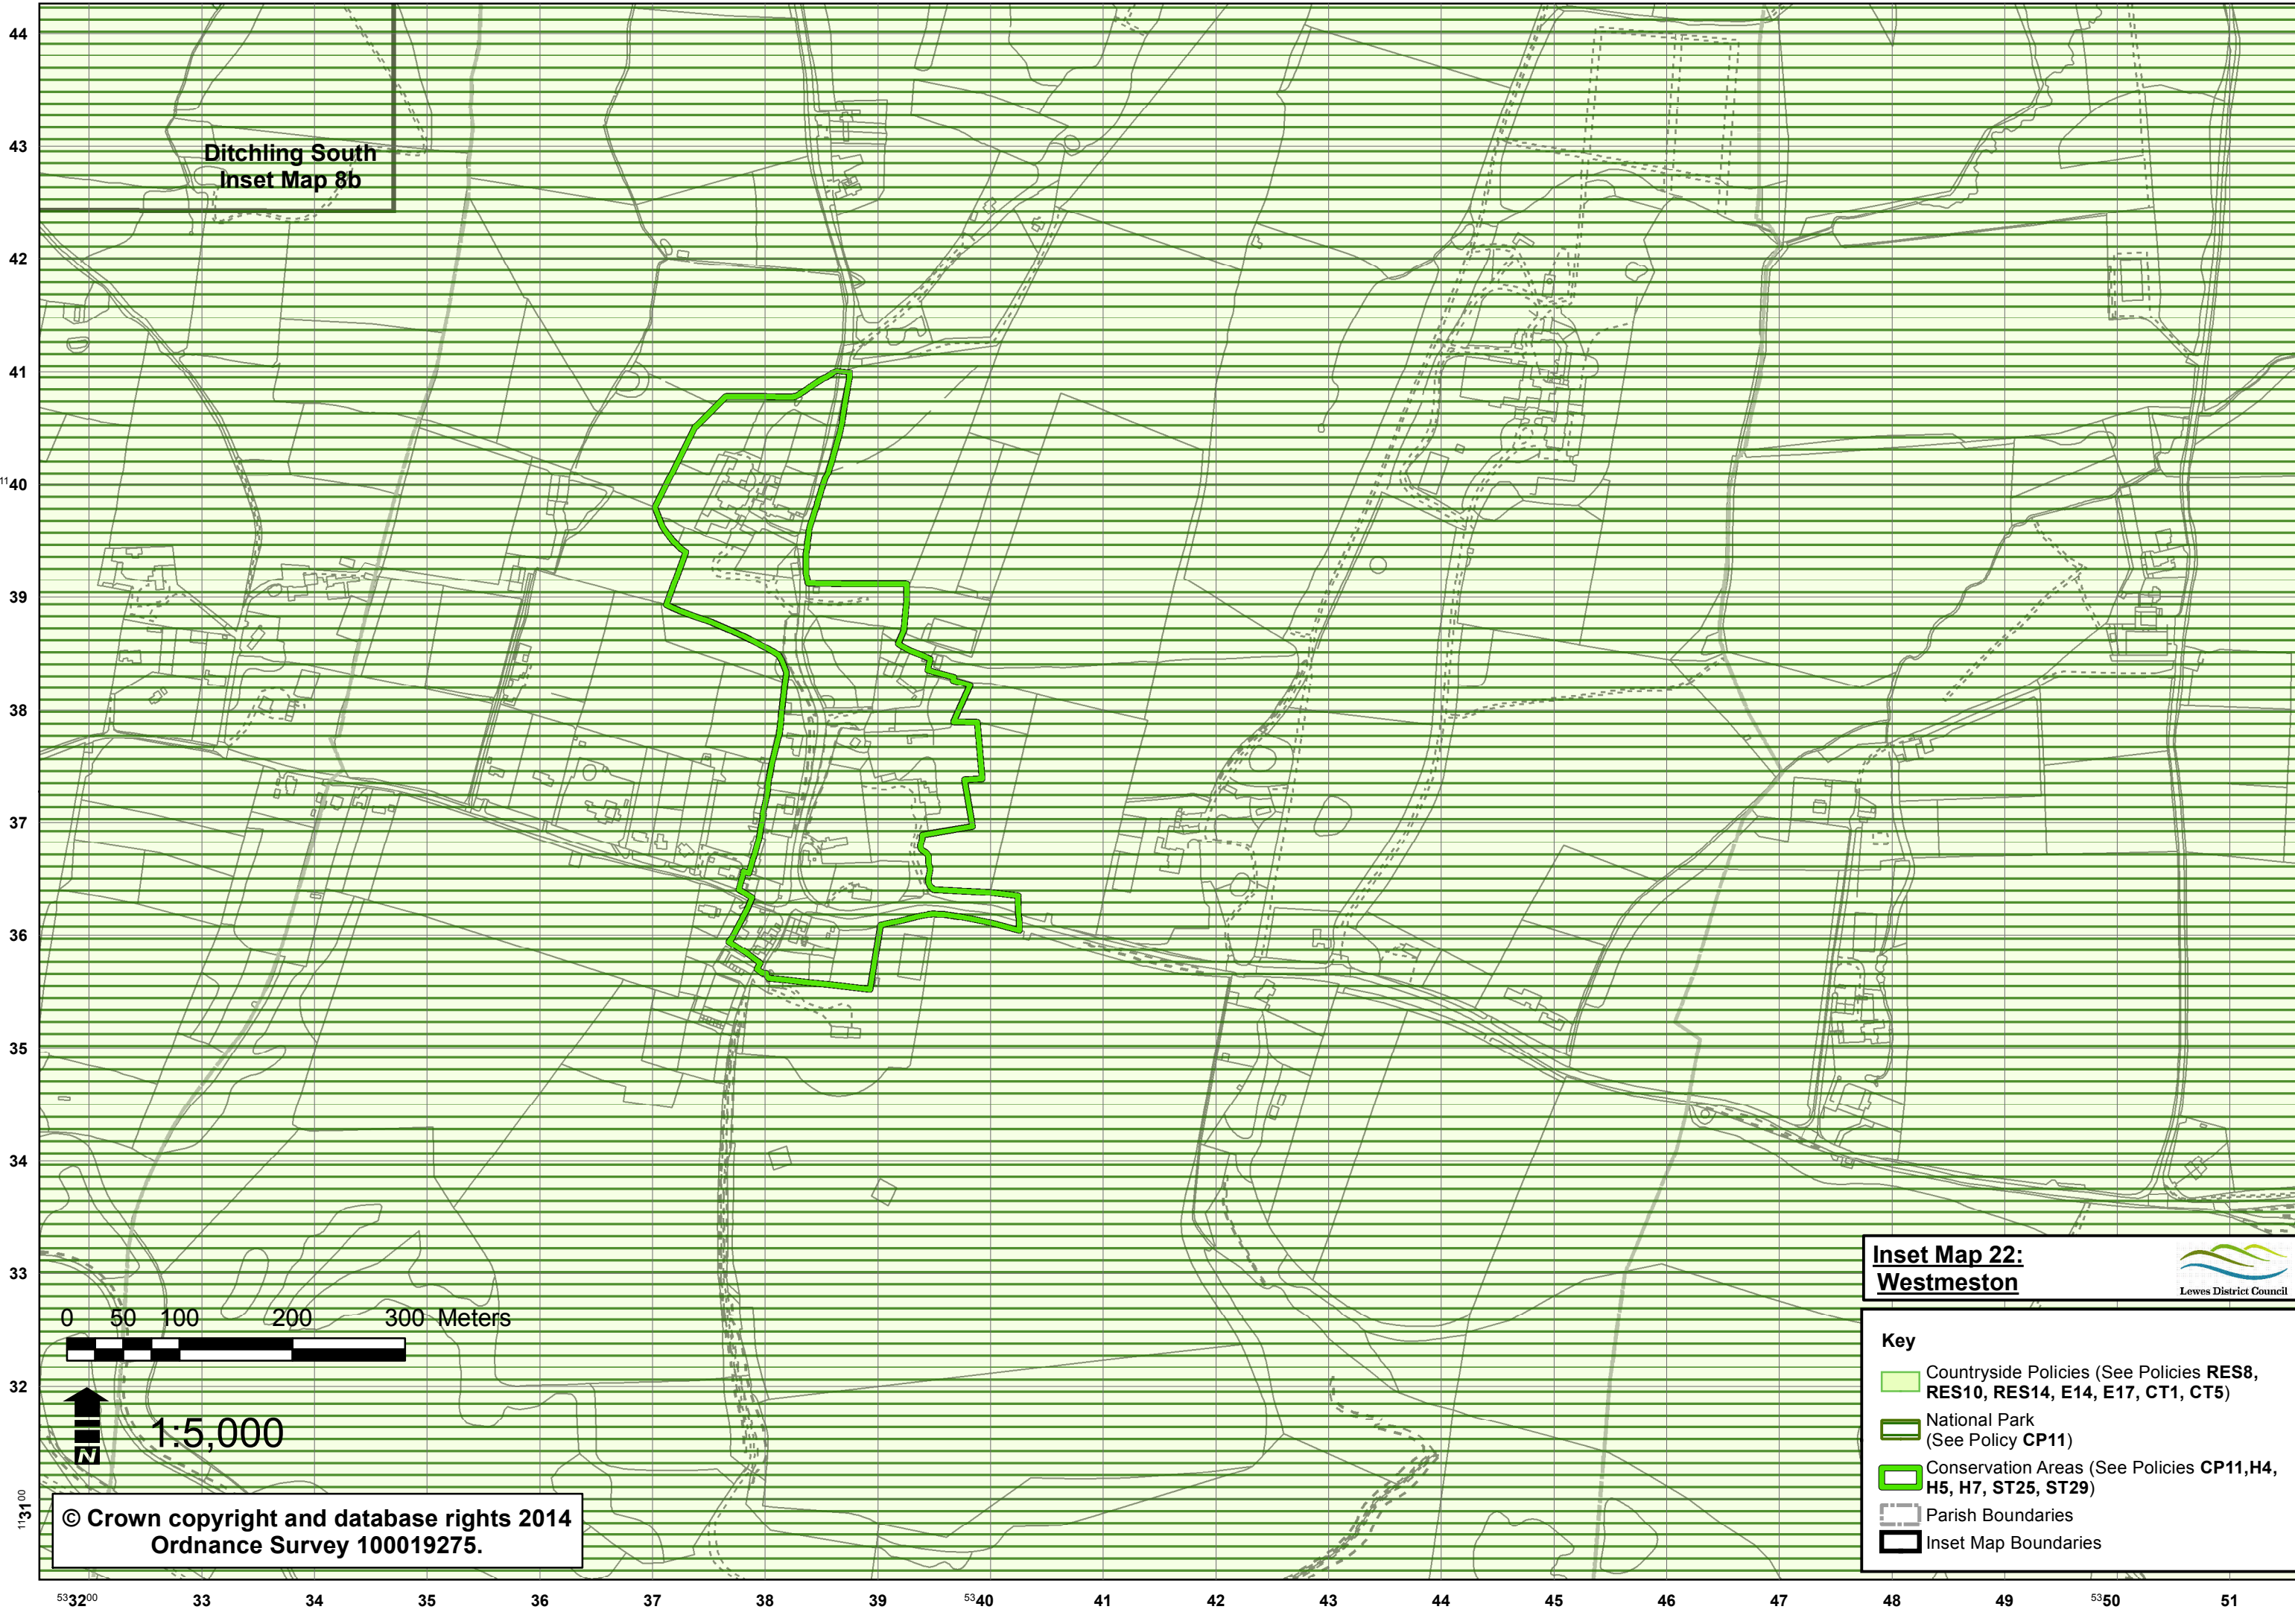 44
43
42
41
1140
39
38
37
36
35
34
33
32
113100
Ditchling South
Inset Map 8b
0 50 100 200 300 Meters
N
1:5,000
© Crown copyright and database rights 2014
Ordnance Survey 100019275.
Inset Map 22:
Westmeston
Lewes District Council
Key
Countryside Policies (See Policies RES8,
RES10, RES14, E14, E17, CT1, CT5)
National Park
(See Policy CP11)
Conservation Areas (See Policies CP11,H4,
H5, H7, ST25, ST29)
Parish Boundaries
Inset Map Boundaries
533200 33 34 35 36 37 38 39 5340 41 42 43 44 45 46 47 48 49 5350 51